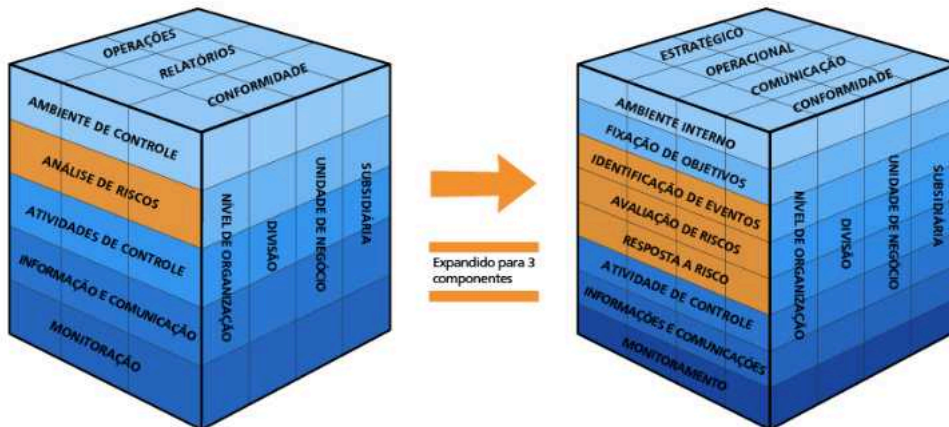 OPERAÇÕES
RELATÓRIOS
CONFORMIDADE
AMBIENTE DE CONTROLE
ANÁLISE DE RISCOS
ATIVIDADES DE CONTROLE
INFORMAÇÃO E COMUNICAÇÃO
MONITORAÇÃO
NÍVEL DE ORGANIZAÇÃO
DIVISÃO
UNIDADE DE NEGÓCIO
SUBSIDIÁRIA
Expandido para 3
componentes
ESTRATÉGICO
OPERACIONAL
COMUNICAÇÃO
CONFORMIDADE
AMBIENTE INTERNO
FIXAÇÃO DE OBJETIVOS
IDENTIFICAÇÃO DE EVENTOS
AVALIAÇÃO DE RISCOS
RESPOSTA A RISCO
ATIVIDADE DE CONTROLE
INFORMAÇÕES E COMUNICAÇÕES
MONITORAMENTO
NÍVEL DE ORGANIZAÇÃO
DIVISÃO
UNIDADE DE NEGÓCIO
SUBSIDIÁRIA